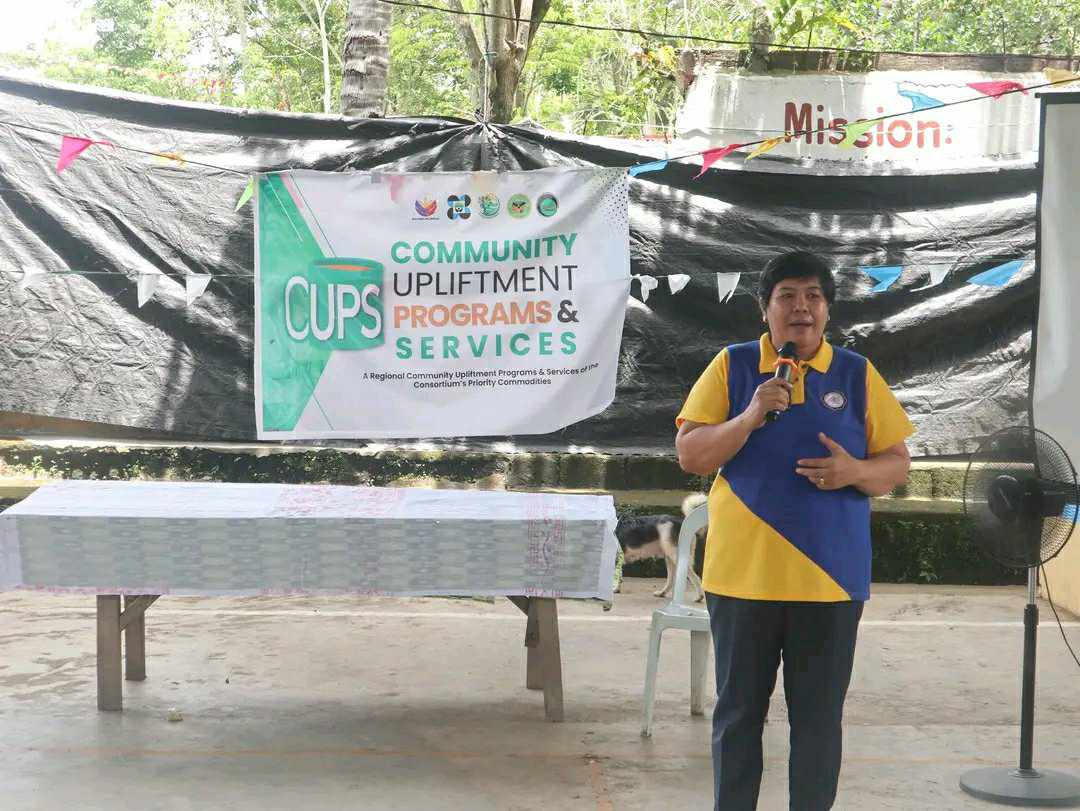 Mission:
CUPS
COMMUNITY
UPLIFTMENT
PROGRAMS &
SERVICES
A Regional Community Upliftment Programs & Services of the
Consortium's Priority Commodities